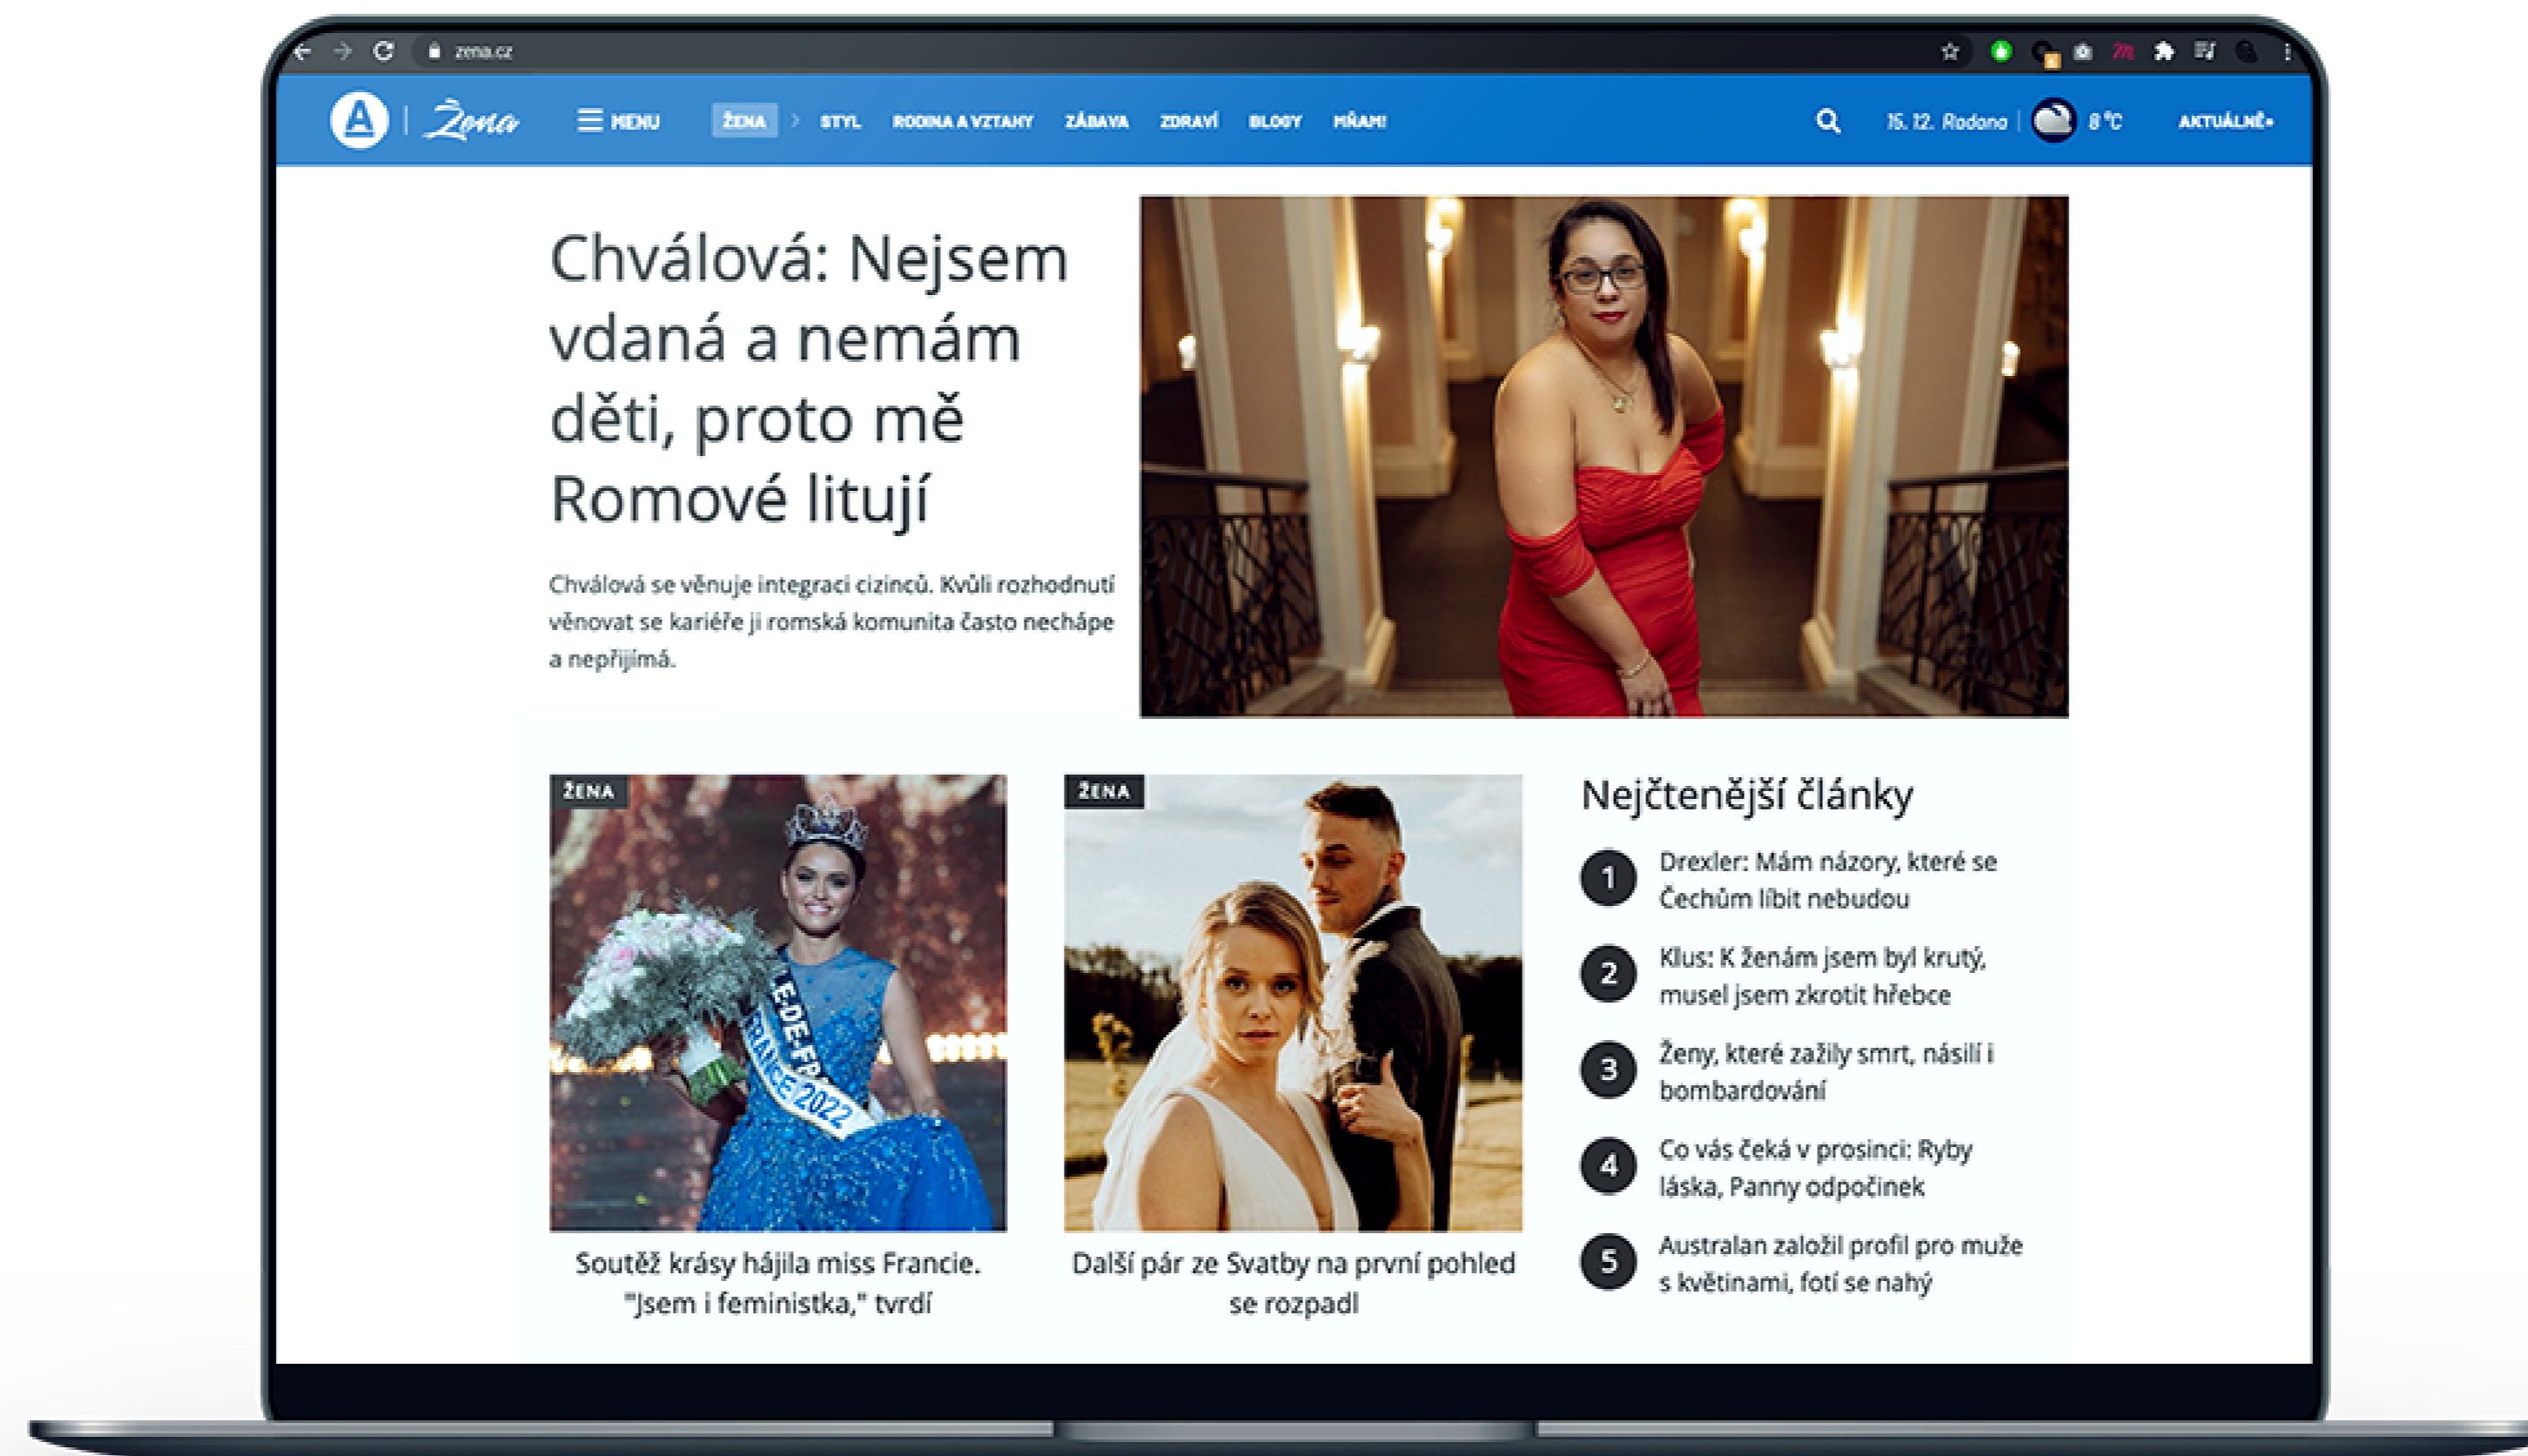 zena.cz
A | Žena
MENU
ŽENA > STYL RODINA A VZTAHY ZÁBAVA ZDRAVÍ BLOGY MŇAM!
15. 12. Radana | 8 °C
AKTUÁLNĚ
Chválová: Nejsem
vdaná a nemám
děti, proto mě
Romové litují
Chválová se věnuje integraci cizinců. Kvůli rozhodnutí
věnovat se kariéře ji romská komunita často nechápe
a nepřijímá.
ŽENA
LE-DE-FR
FRANCE 2022
Soutěž krásy hájila miss Francie.
"Jsem i feministka," tvrdí
ŽENA
Další pár ze Svatby na první pohled
se rozpadl
Nejčtenější články
1 Drexler: Mám názory, které se
Čechům líbit nebudou
2 Klus: K ženám jsem byl krutý,
musel jsem zkrotit hřebce
3 Ženy, které zažily smrt, násilí i
bombardování
4 Co vás čeká v prosinci: Ryby
láska, Panny odpočinek
5 Australan založil profil pro muže
s květinami, fotí se nahý